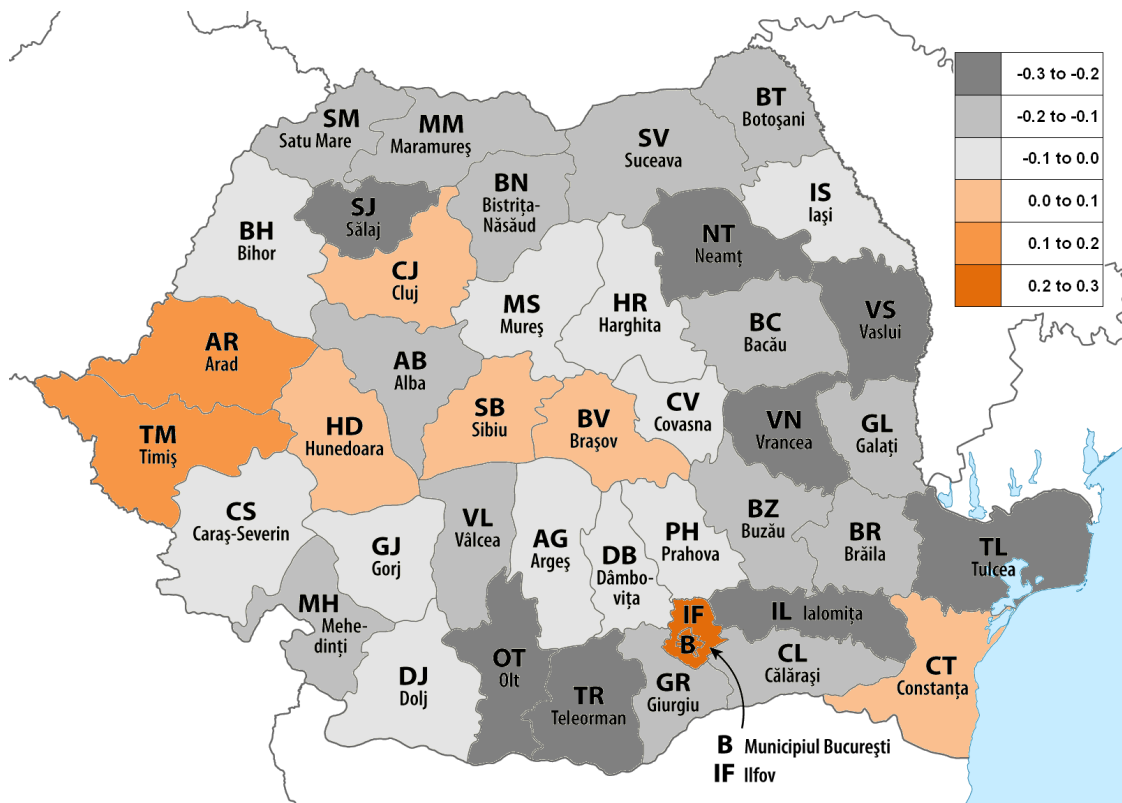 -0.3 to -0.2
-0.2 to -0.1
-0.1 to 0.0
0.0 to 0.1
0.1 to 0.2
0.2 to 0.3
BT
Botoşani
SM
Satu Mare
MM
Maramureş
SV
Suceava
BN
Bistriţa-
Năsăud
IS
Iaşi
SJ
Sălaj
BH
Bihor
NT
Neamţ
CJ
Cluj
MS
Mureş
HR
Harghita
BC
Bacău
VS
Vaslui
AR
Arad
AB
Alba
TM
Timiş
HD
Hunedoara
SB
Sibiu
BV
Braşov
CV
Covasna
VN
Vrancea
GL
Galaţi
CS
Caraş-Severin
GJ
Gorj
VL
Vâlcea
AG
Argeş
DB
Dâmbo-
viţa
PH
Prahova
BZ
Buzău
BR
Brăila
TL
Tulcea
MH
Mehe-
dinţi
IF
B
IL Ialomiţa
DJ
Dolj
OT
Olt
TR
Teleorman
GR
Giurgiu
CL
Călăraşi
CT
Constanţa
B Municipiul Bucureşti
IF Ilfov